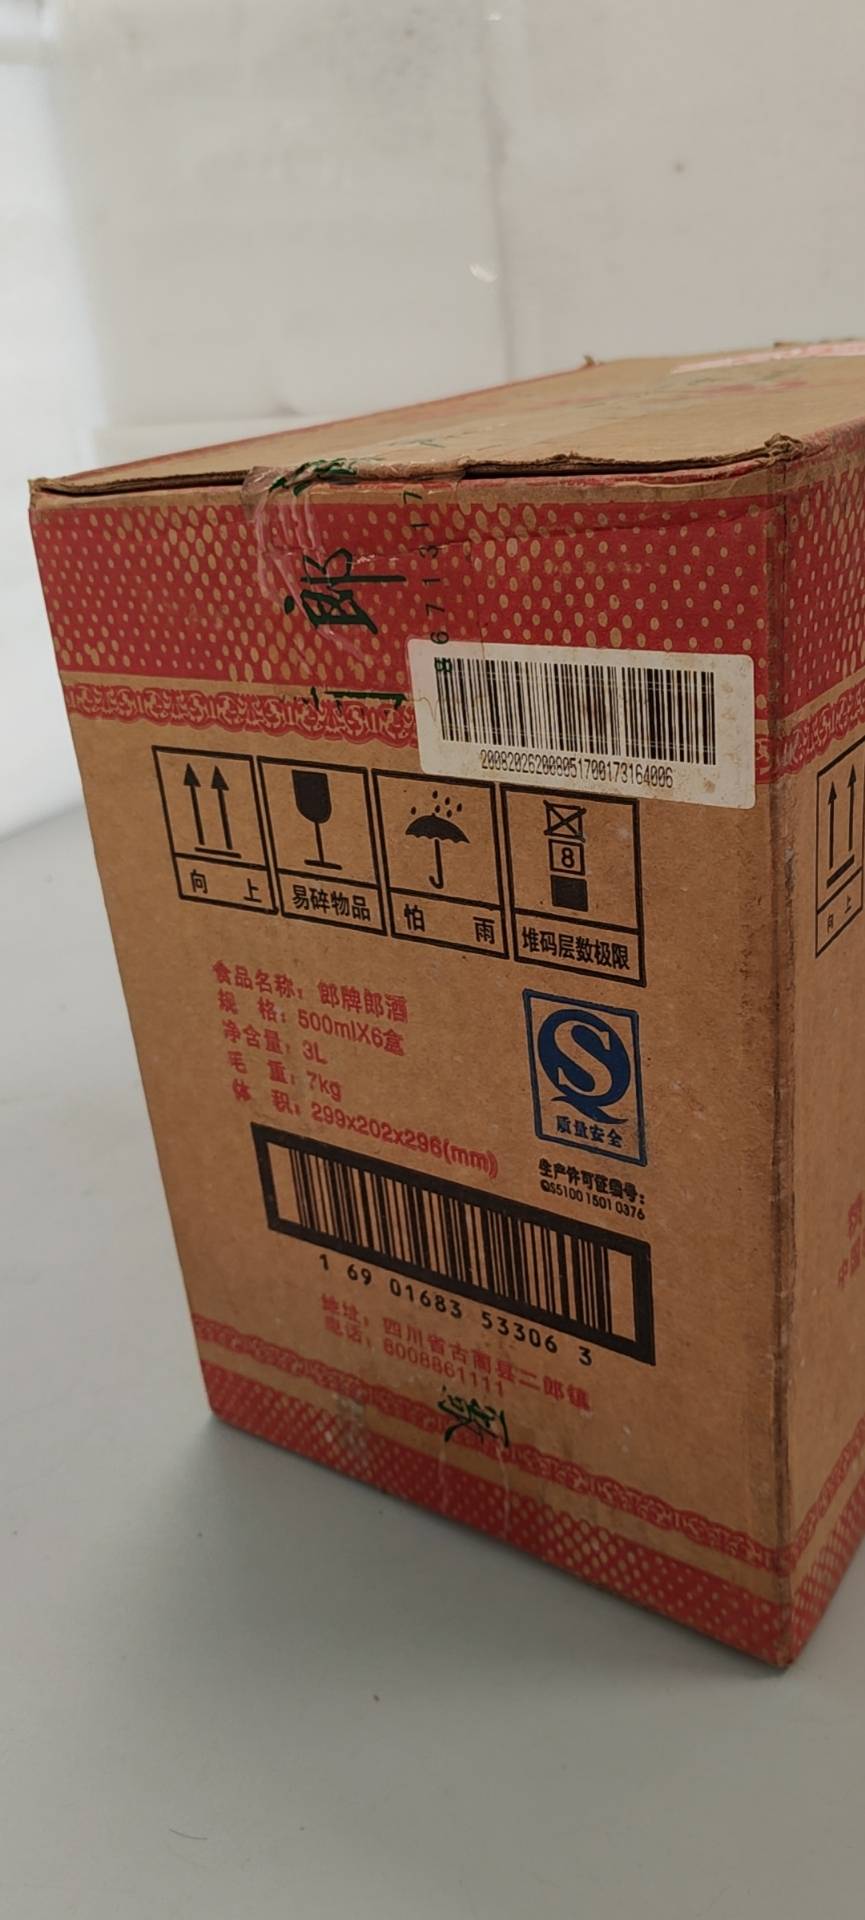 郎
8671317
20082026200805170017316​4006
8
向 上
易碎物品
怕 雨
堆码层数极限
向 上
食品名称：郎牌郎酒
规 格：500mlX6盒
净含量：3L
毛 重：7kg
体 积：299x202x296(mm)
质量安全
生产许可证编号：
QS5100 1501 0376
1 69 01683 53306 3
地址：四川省古蔺县二郎镇
电话：8008861111